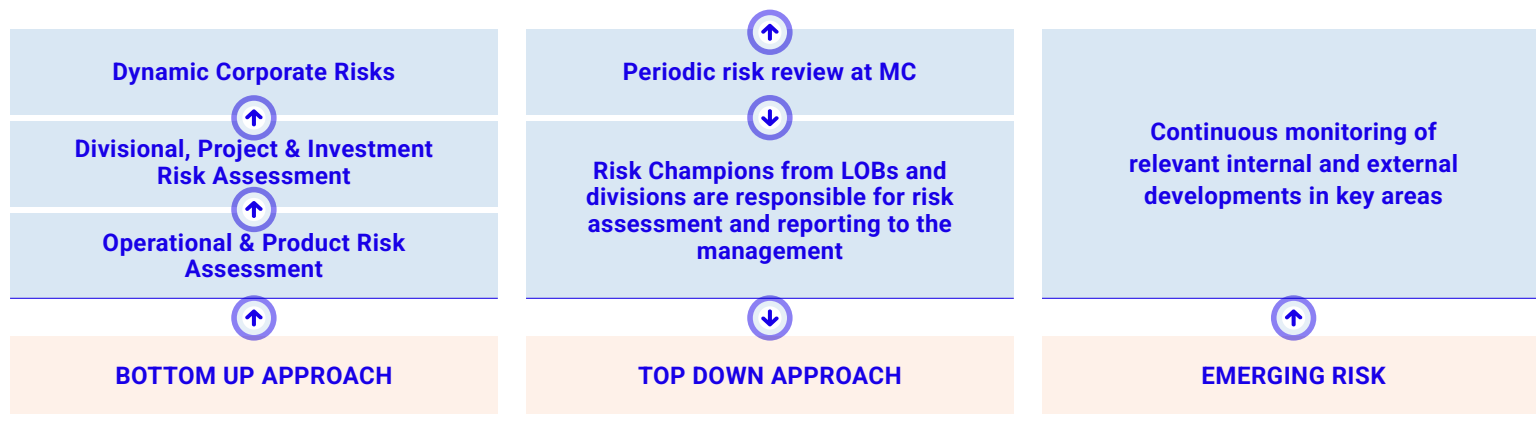 Dynamic Corporate Risks
Divisional, Project & Investment
Risk Assessment
Operational & Product Risk
Assessment
BOTTOM UP APPROACH
Periodic risk review at MC
Risk Champions from LOBs and
divisions are responsible for risk
assessment and reporting to the
management
TOP DOWN APPROACH
Continuous monitoring of
relevant internal and external
developments in key areas
EMERGING RISK